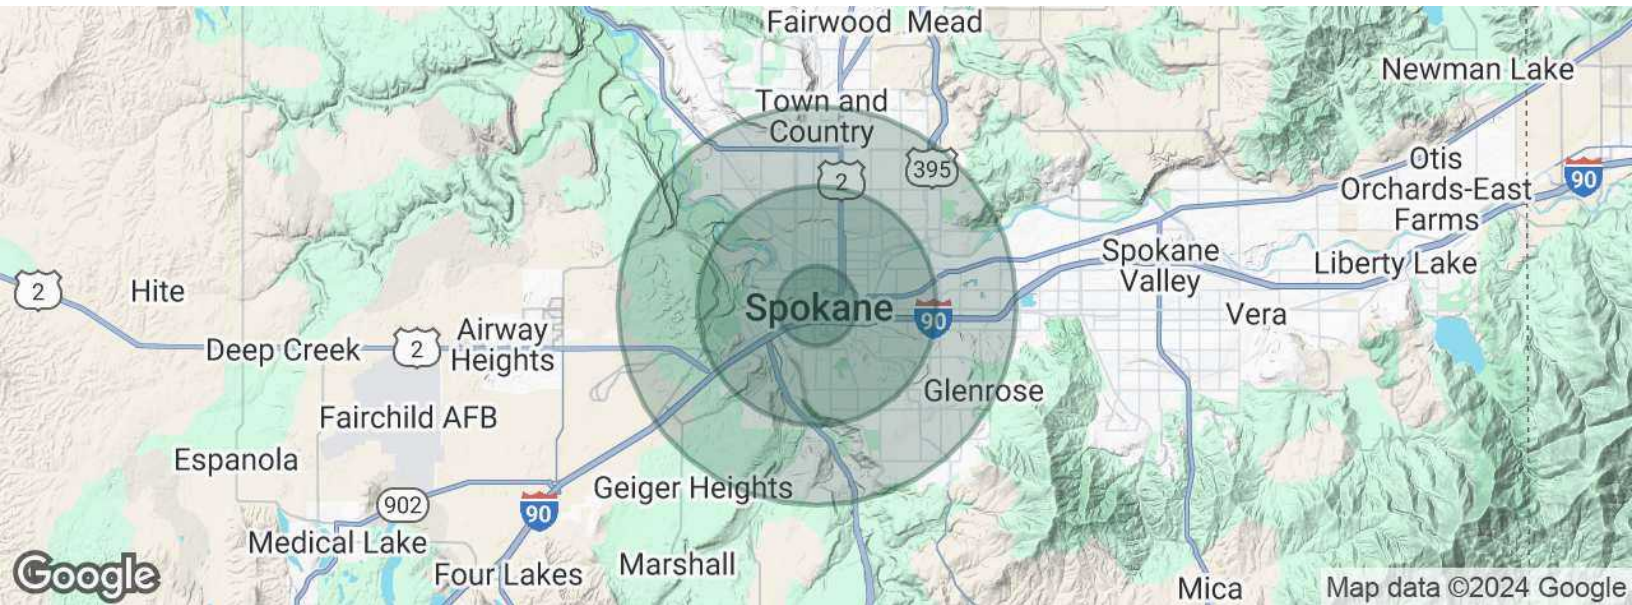 Fairwood
Mead
Newman Lake
Town and
Country
2
395
Otis
Orchards-East
Farms
90
Spokane
Valley
Liberty Lake
2
Hite
Spokane
90
Vera
Deep Creek
2
Airway
Heights
Glenrose
Fairchild AFB
Espanola
Geiger Heights
902
90
Medical Lake
Marshall
Four Lakes
Mica
Google
Map data ©2024 Google